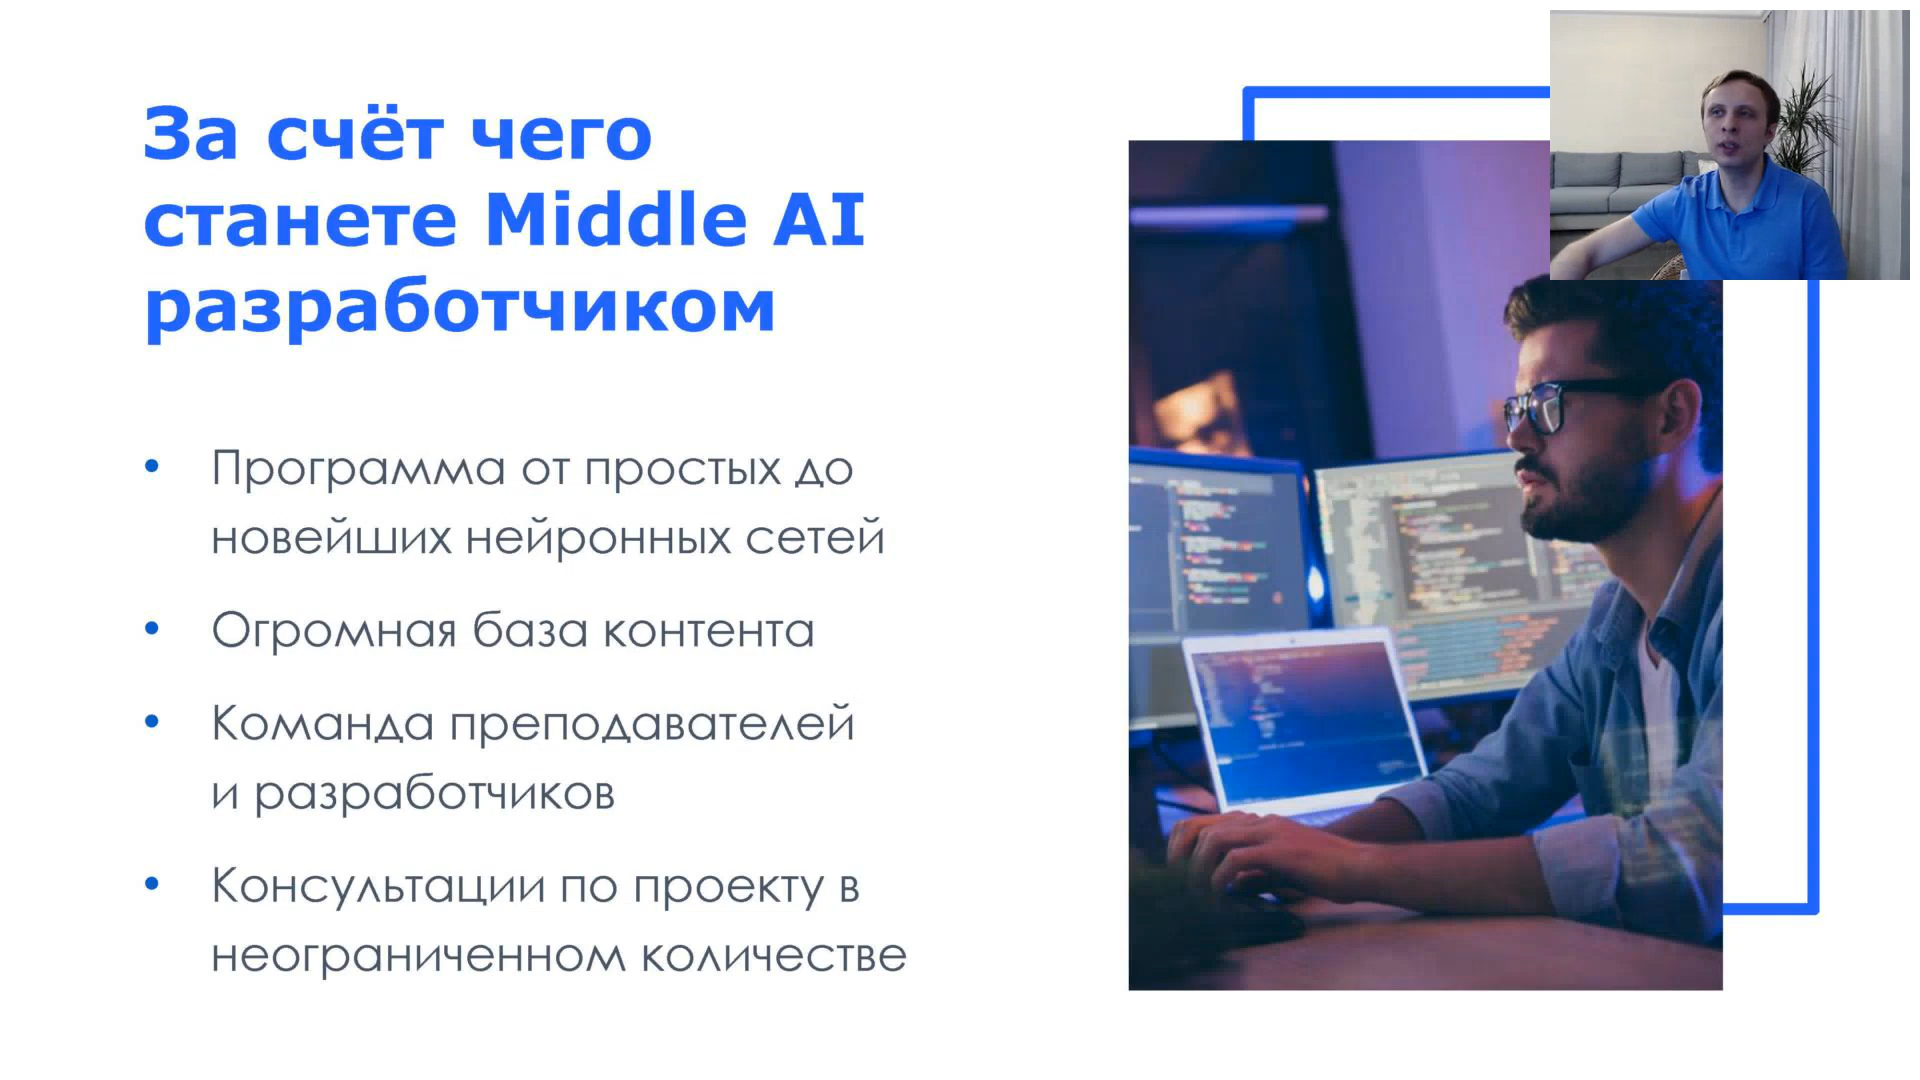 За счёт чего
станете Middle AI
разработчиком
• Программа от простых до
новейших нейронных сетей
• Огромная база контента
• Команда преподавателей
и разработчиков
• Консультации по проекту в
неограниченном количестве